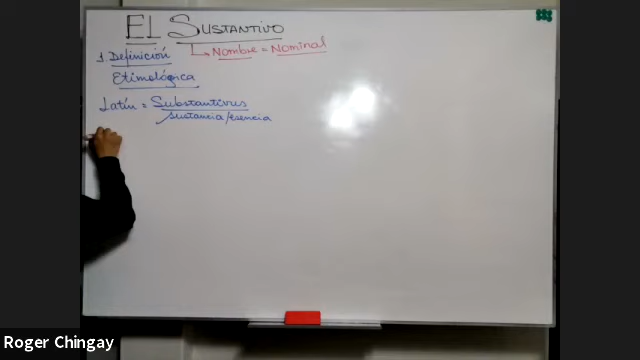 EL SUSTANTIVO
↳ Nombre = Nominal
1. Definición
Etimológica
Latín = Substantivus
sustancia/esencia
Roger Chingay